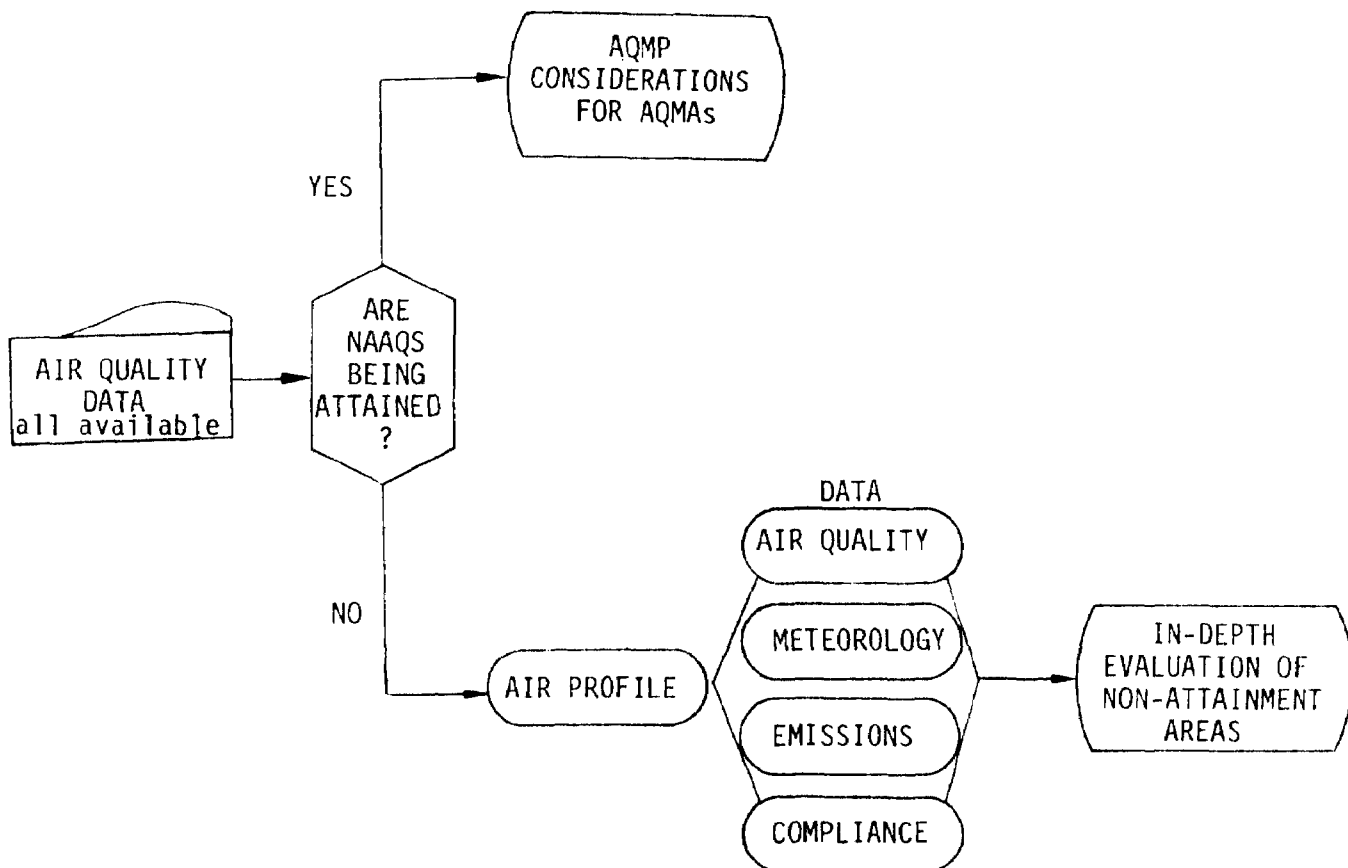 AQMP
CONSIDERATIONS
FOR AQMAs
YES
ARE
NAAQS
BEING
ATTAINED
?
AIR QUALITY
DATA
all available
NO
AIR PROFILE
DATA
AIR QUALITY
METEOROLOGY
EMISSIONS
COMPLIANCE
IN-DEPTH
EVALUATION OF
NON-ATTAINMENT
AREAS